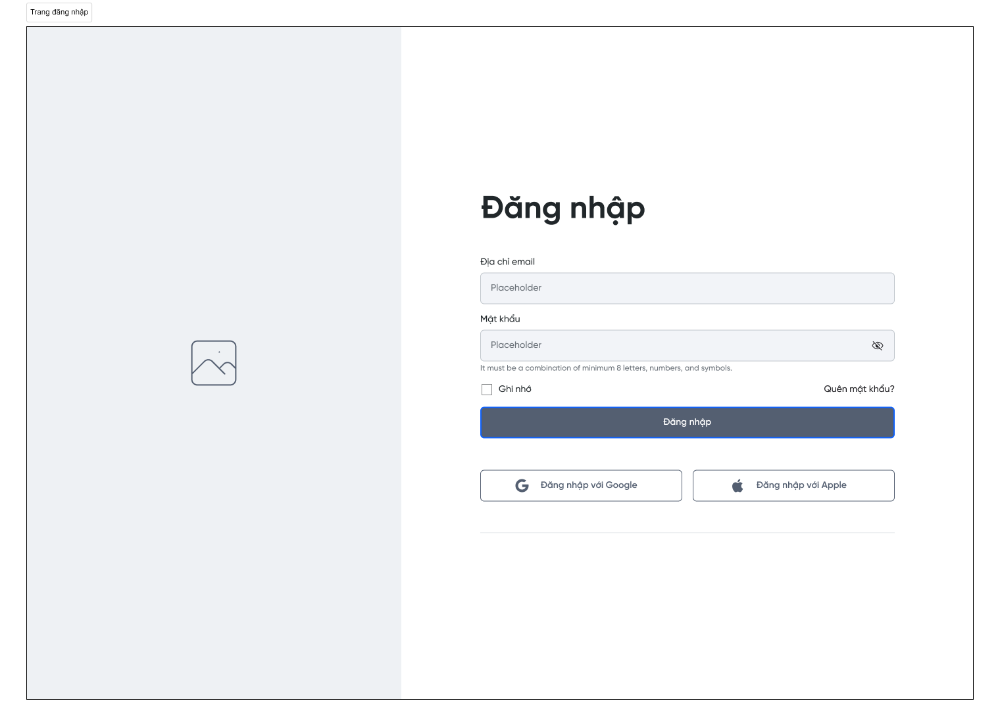 Trang đăng nhập
Đăng nhập
Địa chỉ email
Placeholder
Mật khẩu
Placeholder
It must be a combination of minimum 8 letters, numbers, and symbols.
Ghi nhớ
Quên mật khẩu?
Đăng nhập
Đăng nhập với Google
Đăng nhập với Apple